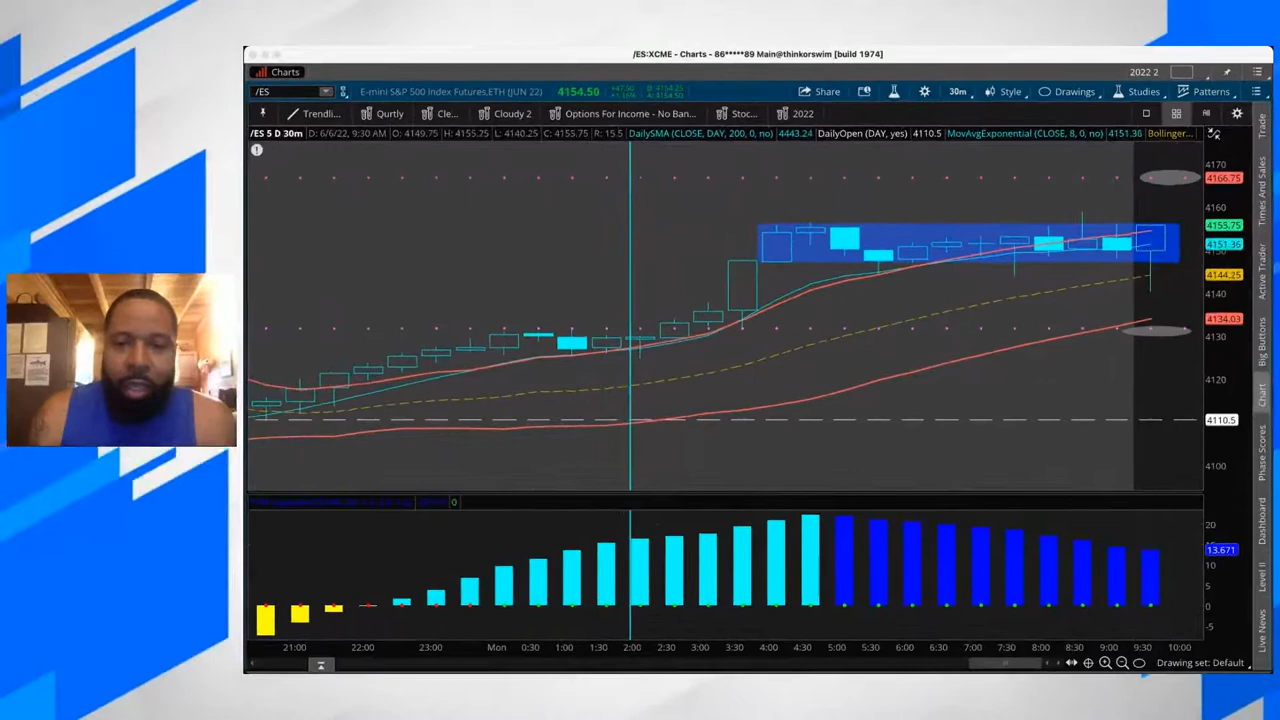 /ES:XCME - Charts - 86*****89 Main@thinkorswim [build 1974]
Charts
2022 2
/ES
E-mini S&P 500 Index Futures,ETH (JUN 22)
4154.50
Share
30m
Style
Drawings
Studies
Patterns
Trendli...
Qurtly
Cle...
Cloudy 2
Options For Income - No Ban...
Stoc...
2022
/ES 5 D 30m
D: 6/6/22, 9:30 AM
O: 4149.75
H: 4155.25
L: 4140.25
C: 4155.75
R: 15.5
DailySMA (CLOSE, DAY, 200, 0, no)
4443.24
DailyOpen (DAY, yes)
4110.5
MovAvgExponential (CLOSE, 8, 0, no)
4151.36
Bollinger...
4170
4166.75
4160
4155.75
4151.36
4144.25
4140
4134.03
4130
4120
4110.5
4100
20
13.671
10
5
0
-5
21:00
22:00
23:00
Mon
0:30
1:00
1:30
2:00
2:30
3:00
3:30
4:00
4:30
5:00
5:30
6:00
6:30
7:00
7:30
8:00
8:30
9:00
9:30
10:00
Drawing set: Default
Trade
Times And Sales
Active Trader
Big Buttons
Chart
Phase Scores
Dashboard
Level II
Live News